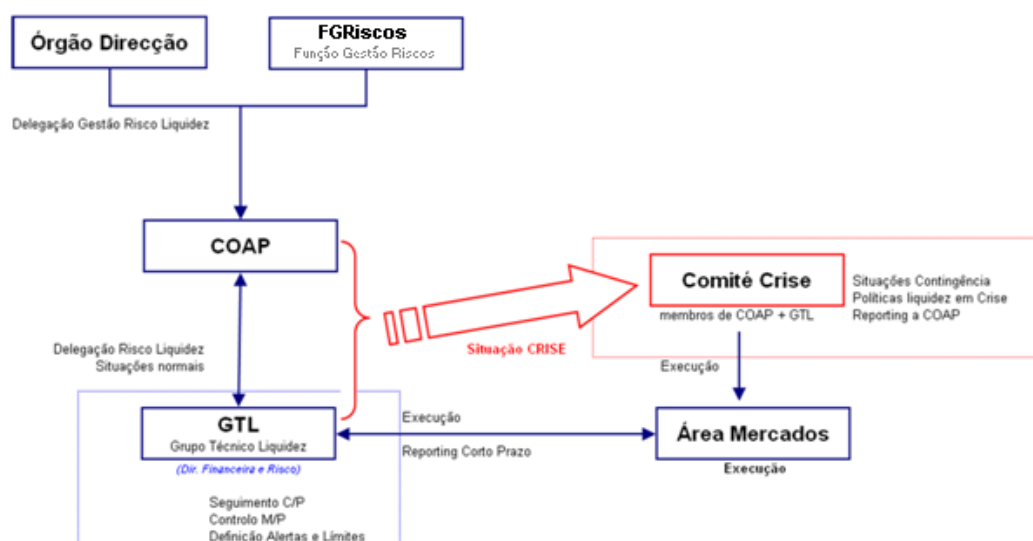 Órgão Direcção
FGRiscos
Função Gestão Riscos
Delegação Gestão Risco Liquidez
COAP
Comité Crise
membros de COAP + GTL
Situações Contingência
Políticas liquidez em Crise
Reporting a COAP
Situação CRISE
Delegação Risco Liquidez
Situações normais
Execução
GTL
Grupo Técnico Liquidez
(Dir. Financeira e Risco)
Execução
Reporting Corto Prazo
Área Mercados
Execução
Seguimento C/P
Controlo M/P
Definição Alertas e Límites